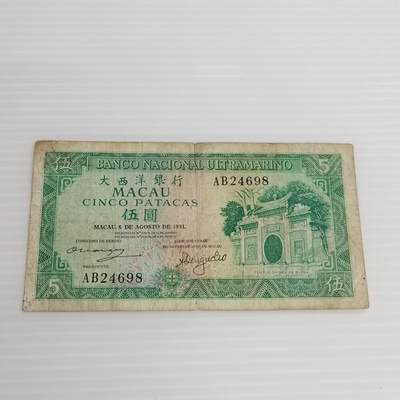 伍 BANCO NACIONAL ULTRAMARINO 5
大西洋銀行 AB24698
MACAU
CINCO PATACAS
伍圓
MACAU, 8 DE AGOSTO DE 1981.
AB24698
5 伍